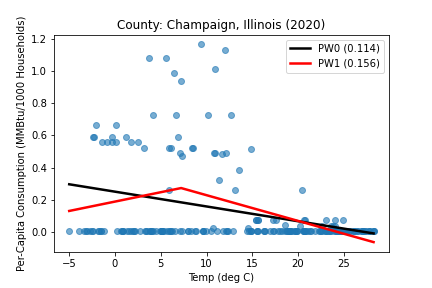 County: Champaign, Illinois (2020)
Per-Capita Consumption (MMBtu/1000 Households)
1.2
1.0
0.8
0.6
0.4
0.2
0.0
PW0 (0.114)
PW1 (0.156)
−5 0 5 10 15 20 25
Temp (deg C)